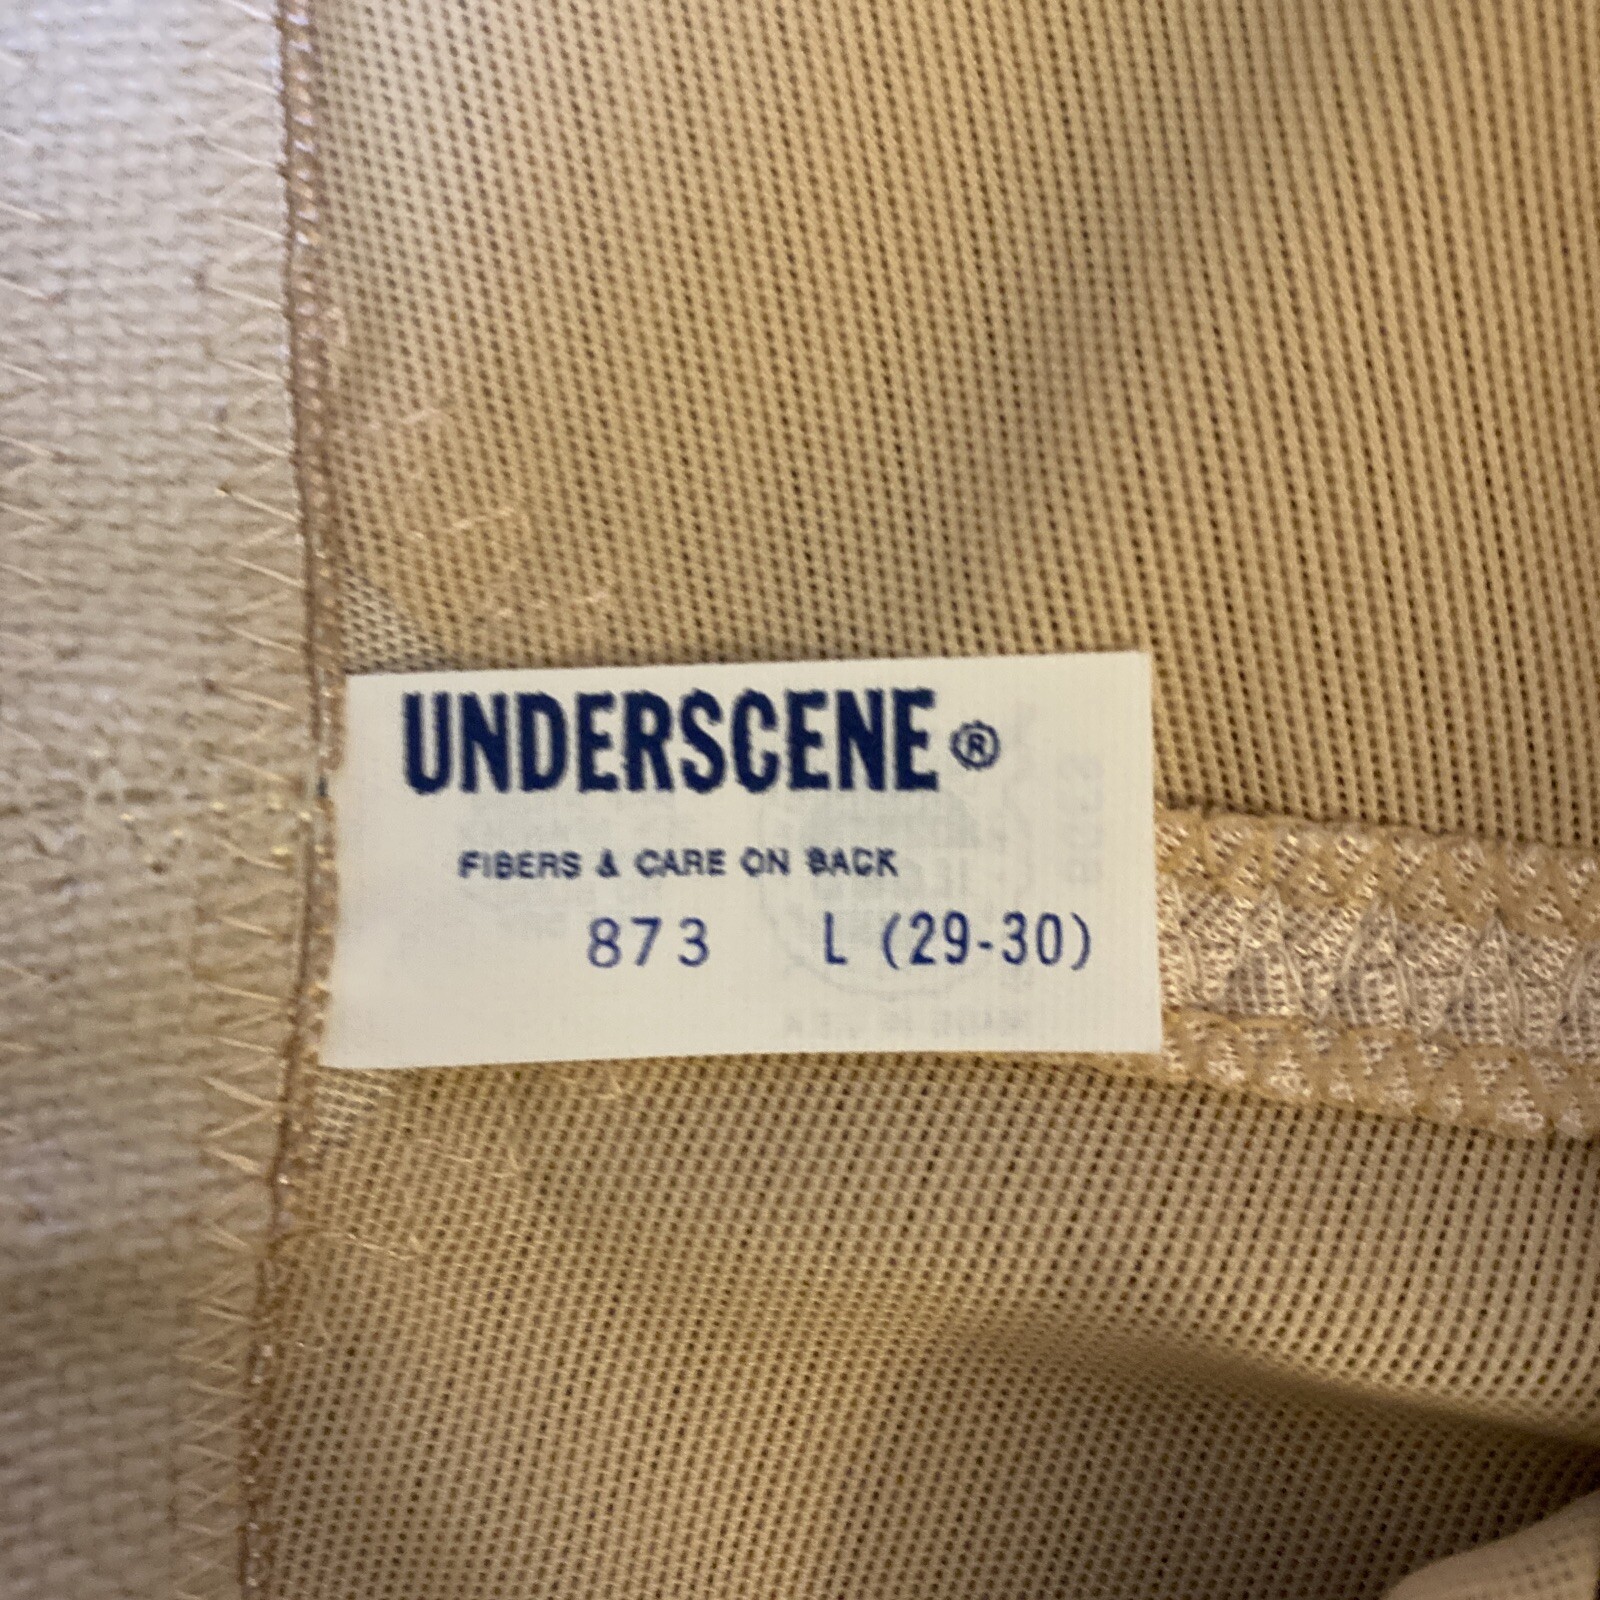 UNDERSCENE®
FIBERS & CARE ON BACK
873 L (29-30)